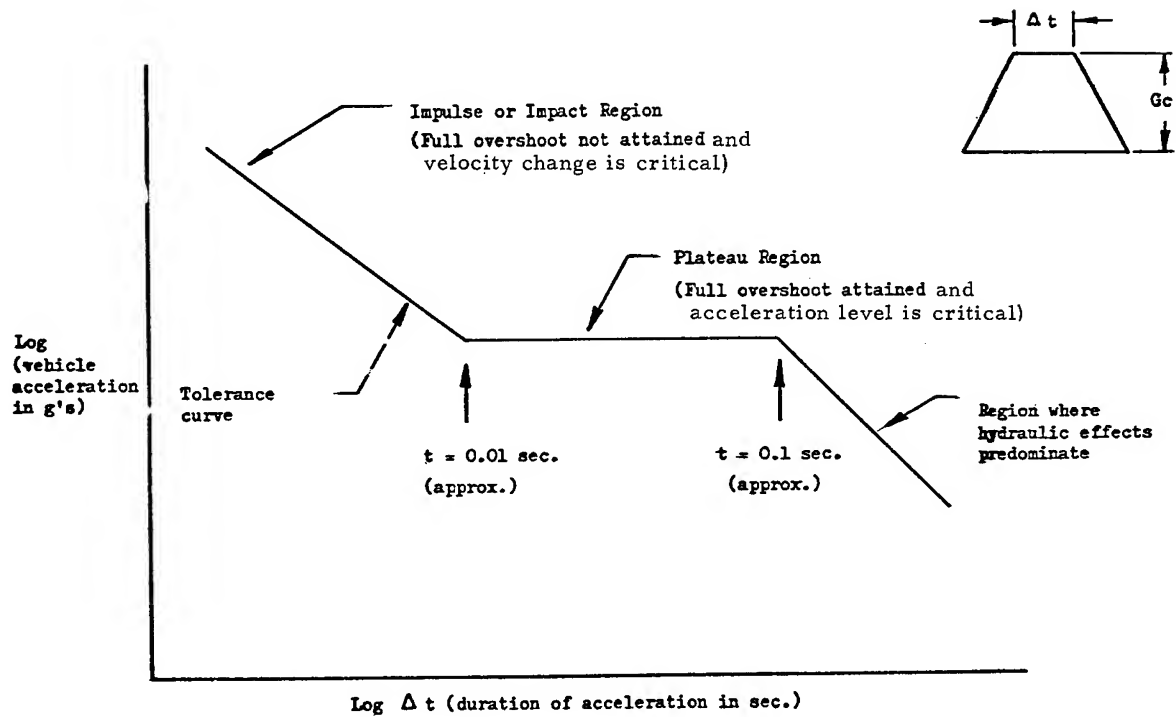 Δ t
Gc
Impulse or Impact Region
(Full overshoot not attained and
velocity change is critical)
Plateau Region
(Full overshoot attained and
acceleration level is critical)
Log
(vehicle
acceleration
in g's)
Tolerance
curve
t = 0.01 sec.
(approx.)
t = 0.1 sec.
(approx.)
Region where
hydraulic effects
predominate
Log Δ t (duration of acceleration in sec.)